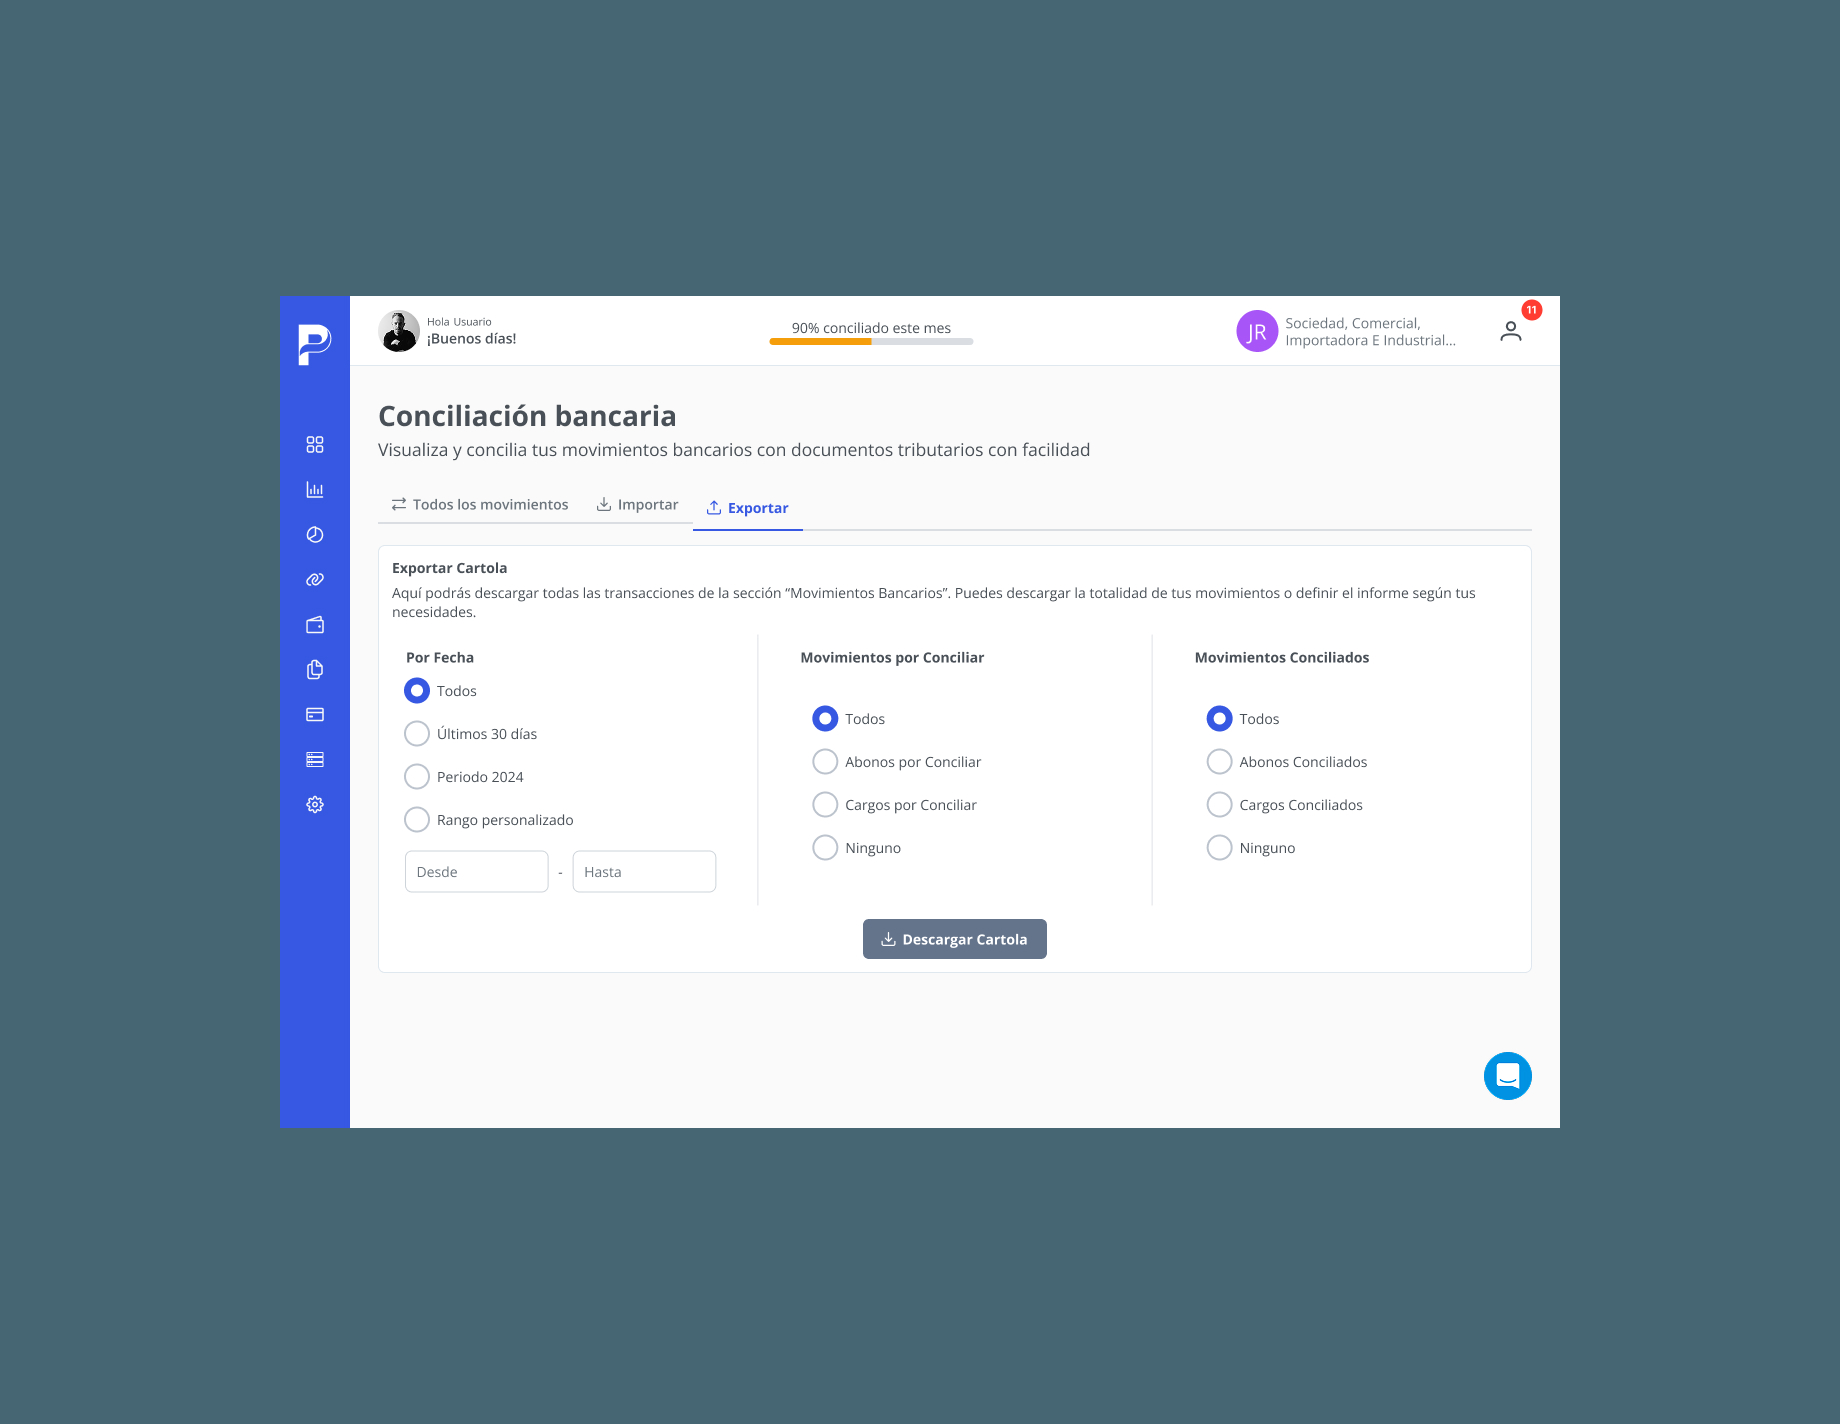 P
Hola Usuario
¡Buenos días!
90% conciliado este mes
JR
Sociedad, Comercial,
Importadora E Industrial...
11
Conciliación bancaria
Visualiza y concilia tus movimientos bancarios con documentos tributarios con facilidad
Todos los movimientos
Importar
Exportar
Exportar Cartola
Aquí podrás descargar todas las transacciones de la sección “Movimientos Bancarios”. Puedes descargar la totalidad de tus movimientos o definir el informe según tus
necesidades.
Por Fecha
Todos
Últimos 30 días
Periodo 2024
Rango personalizado
Desde - Hasta
Movimientos por Conciliar
Todos
Abonos por Conciliar
Cargos por Conciliar
Ninguno
Movimientos Conciliados
Todos
Abonos Conciliados
Cargos Conciliados
Ninguno
Descargar Cartola